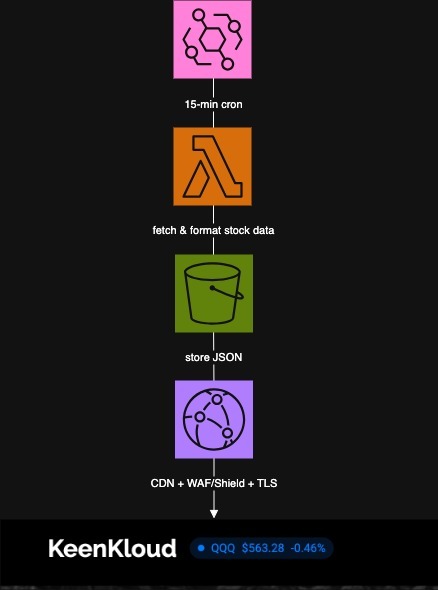 15-min cron
fetch & format stock data
store JSON
CDN + WAF/Shield + TLS
KeenKloud QQQ $563.28 -0.46%